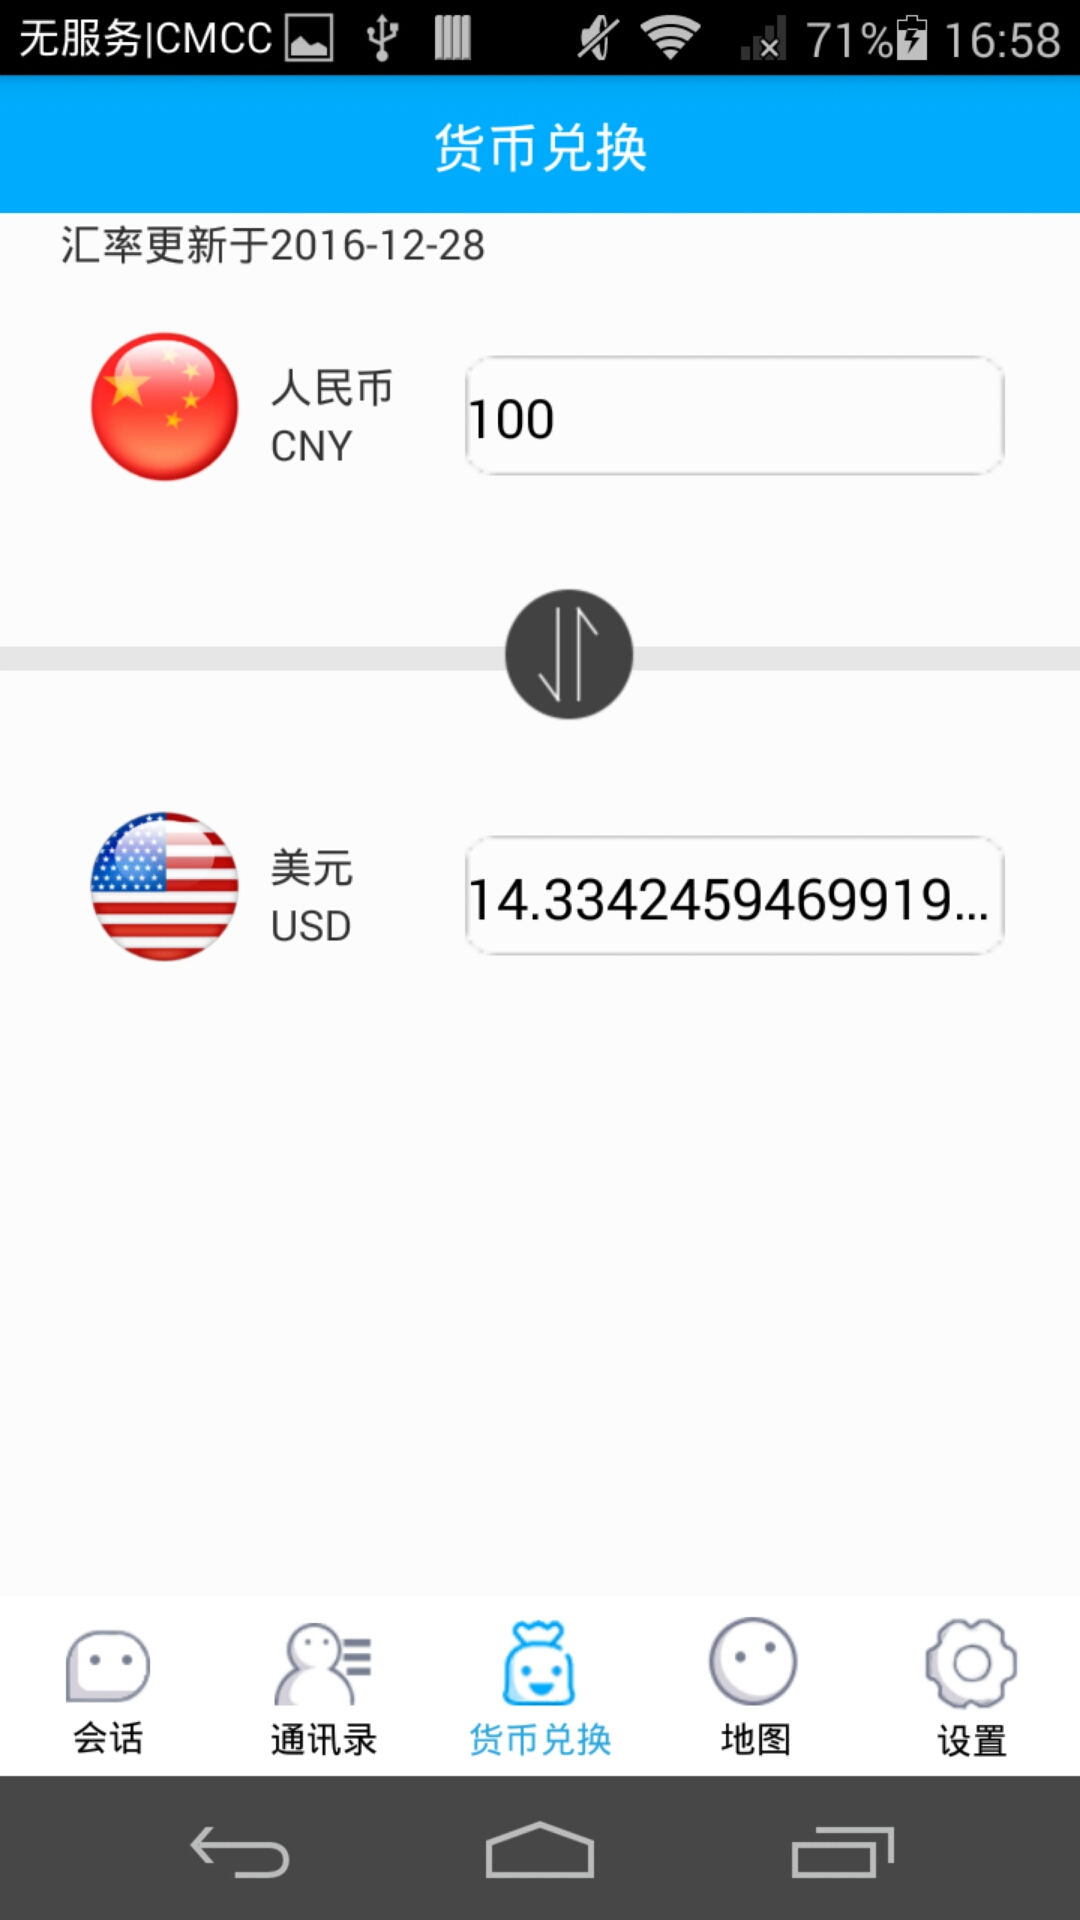 无服务|CMCC 71% 16:58
货币兑换
汇率更新于2016-12-28
人民币
CNY
100
美元
USD
14.3342459469919...
会话 通讯录 货币兑换 地图 设置